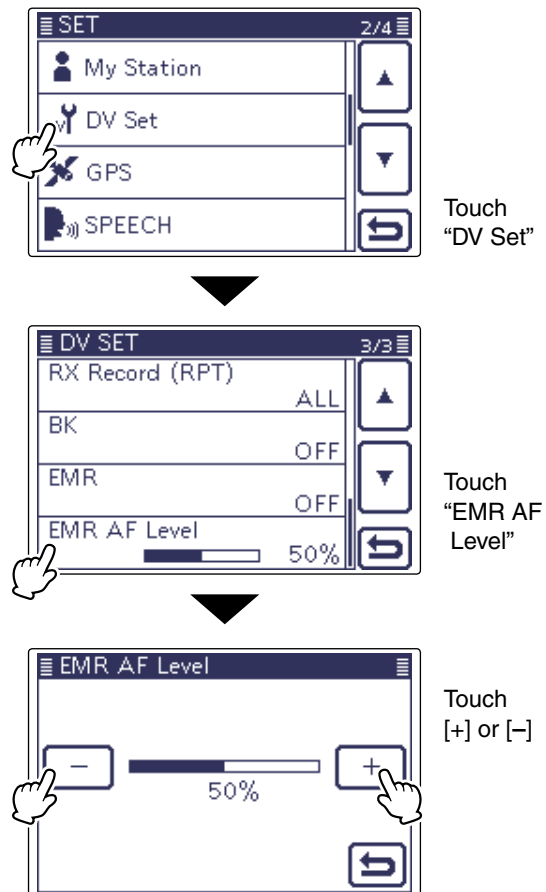 SET 2/4
My Station
DV Set
GPS
SPEECH
Touch
“DV Set”
DV SET 3/3
RX Record (RPT)
ALL
BK
OFF
EMR
OFF
EMR AF Level
50%
Touch
“EMR AF
Level”
EMR AF Level
– +
50%
Touch
[+] or [–]